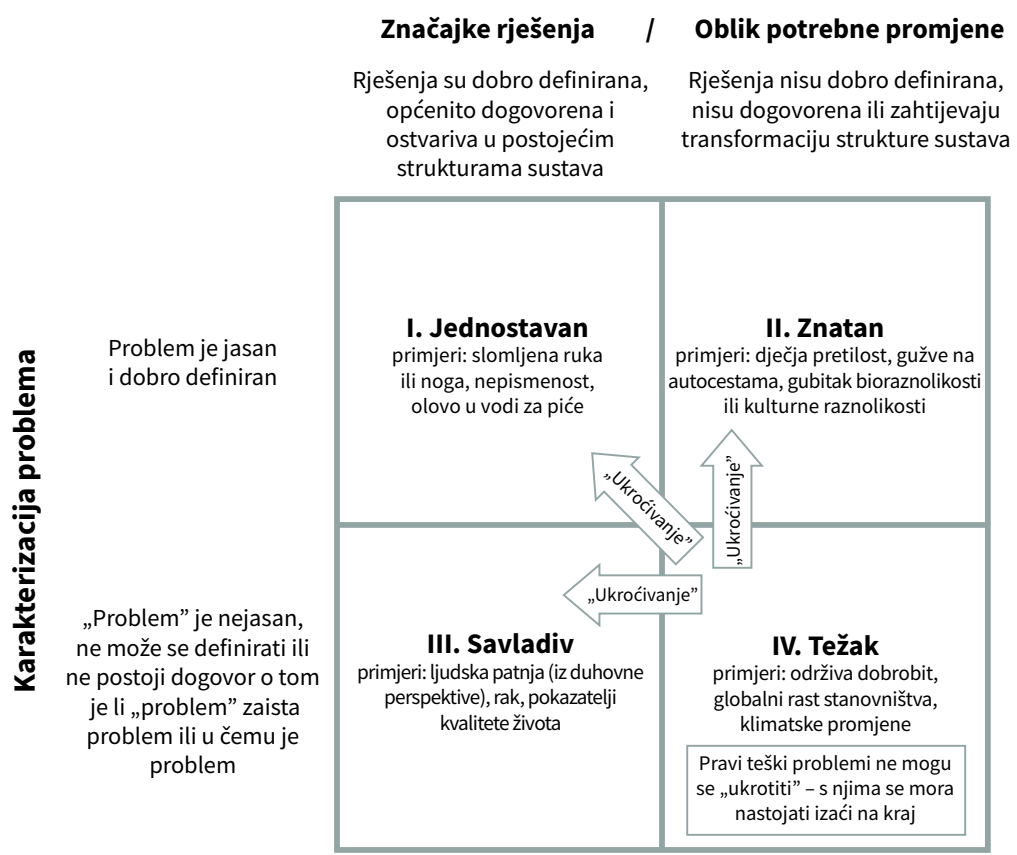 Značajke rješenja / Oblik potrebne promjene
Rješenja su dobro definirana,
općenito dogovorena i
ostvariva u postojećim
strukturama sustava
Rješenja nisu dobro definirana,
nisu dogovorena ili zahtijevaju
transformaciju strukture sustava
Karakterizacija problema
Problem je jasan
i dobro definiran
I. Jednostavan
primjeri: slomljena ruka
ili noga, nepismenost,
olovo u vodi za piće
II. Znatan
primjeri: dječja pretilost, gužve na
autocestama, gubitak bioraznolikosti
ili kulturne raznolikosti
„Ukroćivanje”
„Ukroćivanje”
„Ukroćivanje”
„Problem” je nejasan,
ne može se definirati ili
ne postoji dogovor o tom
je li „problem” zaista
problem ili u čemu je
problem
III. Savladiv
primjeri: ljudska patnja (iz duhovne
perspektive), rak, pokazatelji
kvalitete života
IV. Težak
primjeri: održiva dobrobit,
globalni rast stanovništva,
klimatske promjene
Pravi teški problemi ne mogu
se „ukrotiti” – s njima se mora
nastojati izaći na kraj